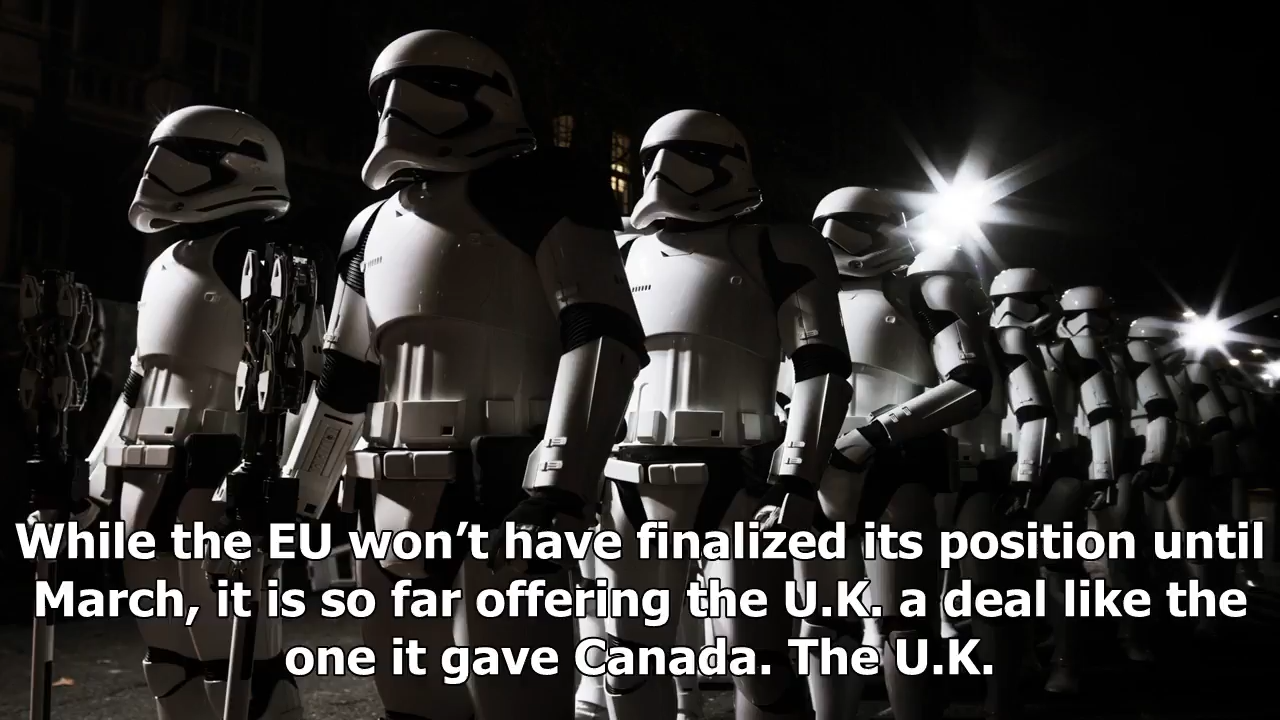 While the EU won’t have finalized its position until
March, it is so far offering the U.K. a deal like the
one it gave Canada. The U.K.